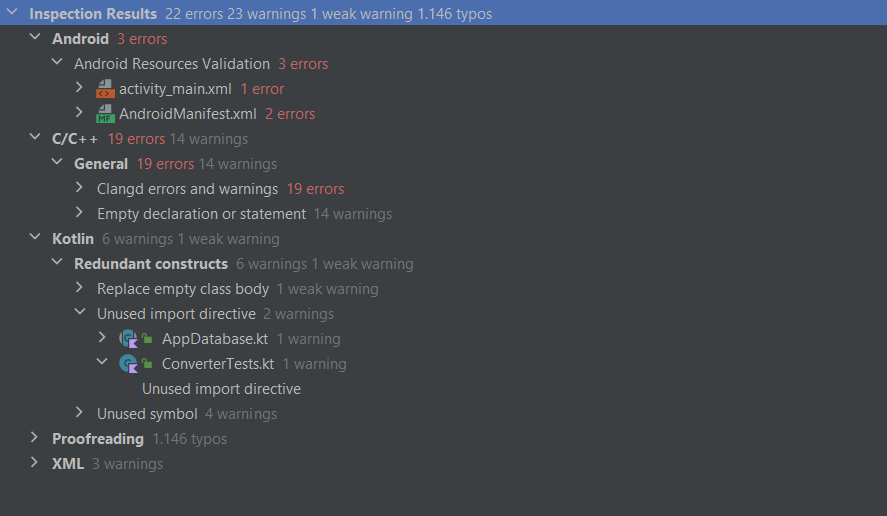 Inspection Results 22 errors 23 warnings 1 weak warning 1.146 typos
Android 3 errors
Android Resources Validation 3 errors
activity_main.xml 1 error
AndroidManifest.xml 2 errors
C/C++ 19 errors 14 warnings
General 19 errors 14 warnings
Clangd errors and warnings 19 errors
Empty declaration or statement 14 warnings
Kotlin 6 warnings 1 weak warning
Redundant constructs 6 warnings 1 weak warning
Replace empty class body 1 weak warning
Unused import directive 2 warnings
AppDatabase.kt 1 warning
ConverterTests.kt 1 warning
Unused import directive
Unused symbol 4 warnings
Proofreading 1.146 typos
XML 3 warnings